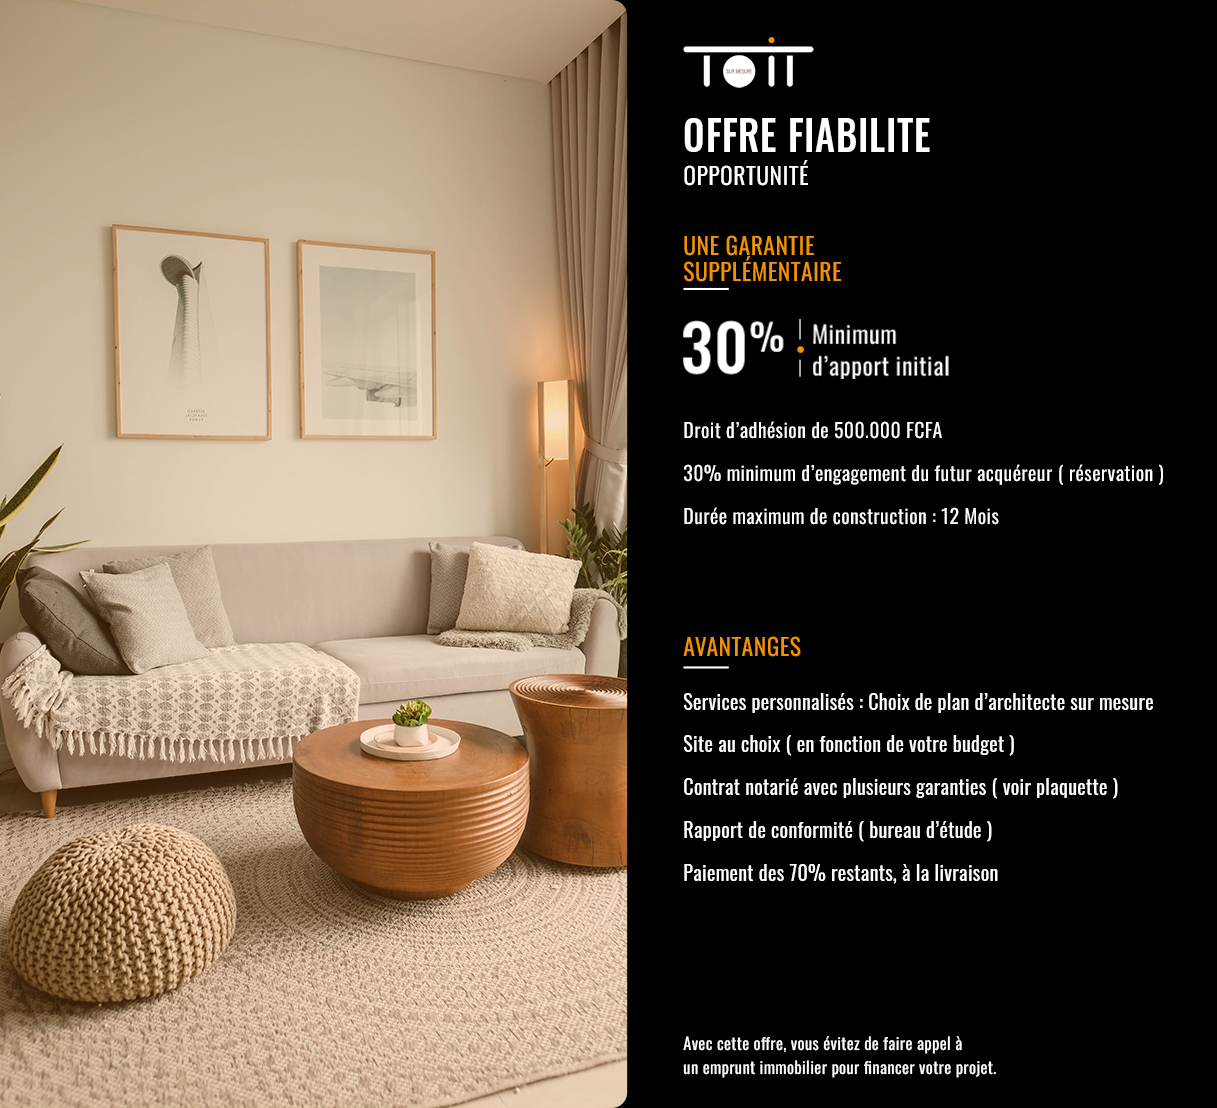 TOiT
SUR MESURE
OFFRE FIABILITE
OPPORTUNITÉ
UNE GARANTIE
SUPPLÉMENTAIRE
30% Minimum
d’apport initial
Droit d’adhésion de 500.000 FCFA
30% minimum d’engagement du futur acquéreur ( réservation )
Durée maximum de construction : 12 Mois
AVANTANGES
Services personnalisés : Choix de plan d’architecte sur mesure
Site au choix ( en fonction de votre budget )
Contrat notarié avec plusieurs garanties ( voir plaquette )
Rapport de conformité ( bureau d’étude )
Paiement des 70% restants, à la livraison
Avec cette offre, vous évitez de faire appel à
un emprunt immobilier pour financer votre projet.